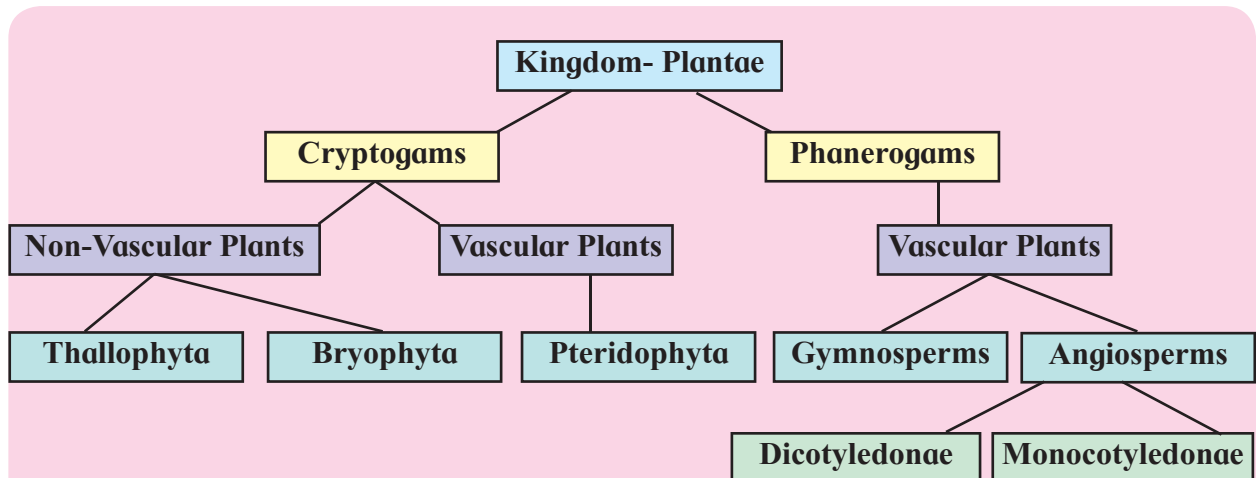 Kingdom- Plantae
Cryptogams
Phanerogams
Non-Vascular Plants
Vascular Plants
Vascular Plants
Thallophyta
Bryophyta
Pteridophyta
Gymnosperms
Angiosperms
Dicotyledonae
Monocotyledonae